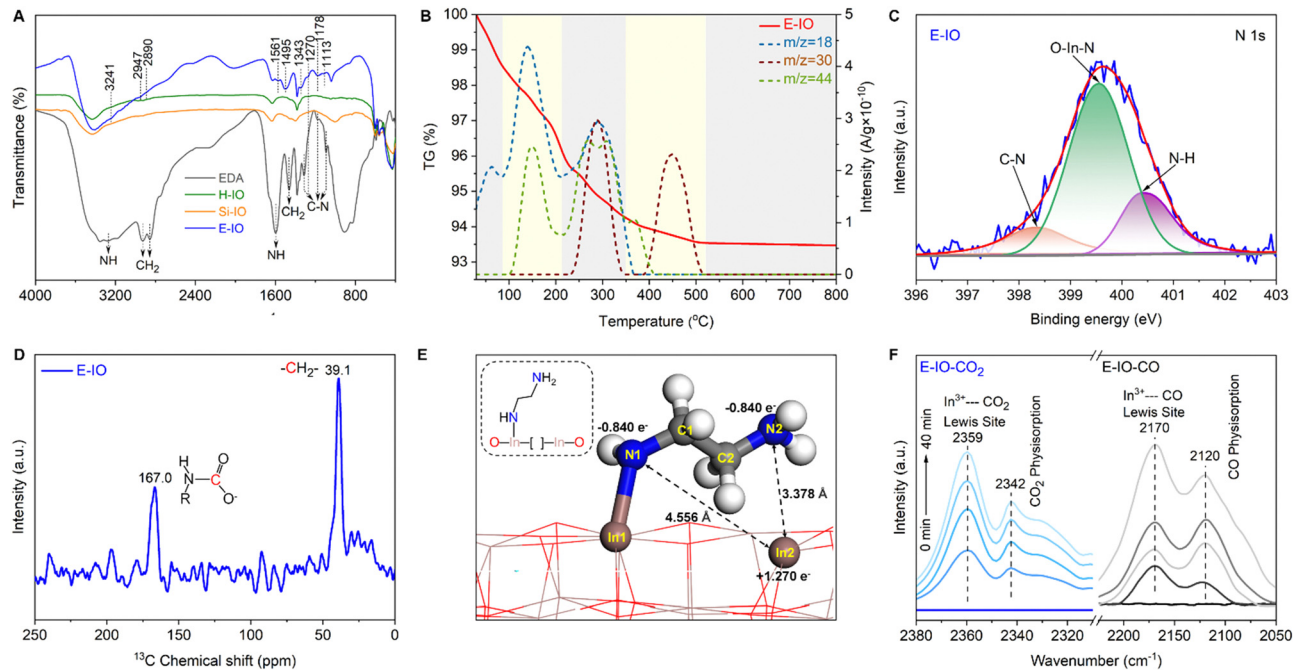 A
3241
2947
2890
1561
1495
1343
1270
1178
1113
EDA
H-IO
Si-IO
E-IO
NH
CH2
NH
CH2
C-N
Transmittance (%)
4000 3200 2400 1600 800
B
E-IO
m/z=18
m/z=30
m/z=44
TG (%)
100
99
98
97
96
95
94
93
5
4
3
2
1
0
Intensity (A/g×10-10)
100 200 300 400 500 600 700 800
Temperature (oC)
C
E-IO
N 1s
O-In-N
C-N
N-H
Intensity (a.u.)
396 397 398 399 400 401 402 403
Binding energy (eV)
D
E-IO
-CH2-
39.1
167.0
H
N
R
C
O
O-
Intensity (a.u.)
250 200 150 100 50 0
13C Chemical shift (ppm)
E
NH2
HN
O-In-[ ]-In-O
-0.840 e-
-0.840 e-
N1
C1
C2
N2
3.378 Å
4.556 Å
In1
In2
+1.270 e-
F
E-IO-CO2
E-IO-CO
In3+--- CO2
Lewis Site
2359
2342
CO2 Physisorption
In3+--- CO
Lewis Site
2170
2120
CO Physisorption
0 min
40 min
Intensity (a.u.)
2380 2360 2340 2320 2200 2150 2100 2050
Wavenumber (cm-1)